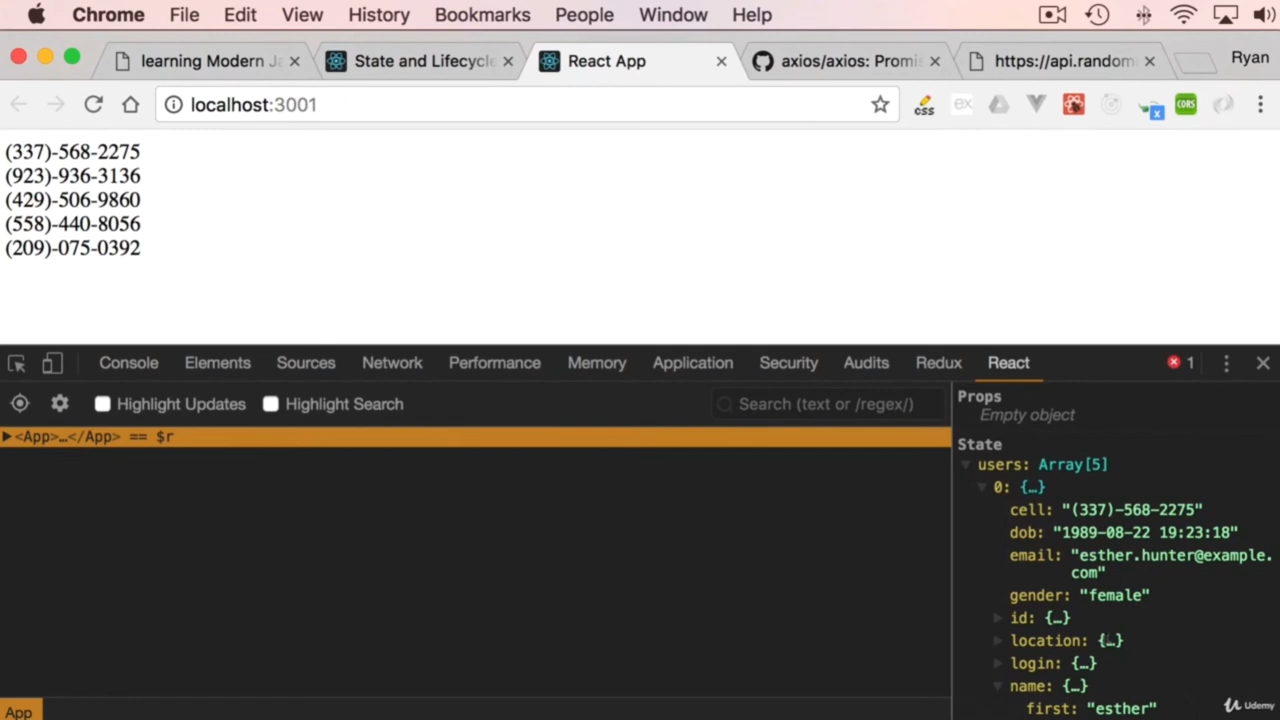 Chrome File Edit View History Bookmarks People Window Help
learning Modern Ja State and Lifecycle React App axios/axios: Promis https://api.random Ryan
localhost:3001 css ex x CORS
(337)-568-2275
(923)-936-3136
(429)-506-9860
(558)-440-8056
(209)-075-0392
Console Elements Sources Network Performance Memory Application Security Audits Redux React 1
Highlight Updates Highlight Search Search (text or /regex/)
Props
Empty object
<App>…</App> == $r
State
users: Array[5]
0: {…}
cell: "(337)-568-2275"
dob: "1989-08-22 19:23:18"
email: "esther.hunter@example.
com"
gender: "female"
id: {…}
location: {…}
login: {…}
name: {…}
first: "esther"
App
Udemy